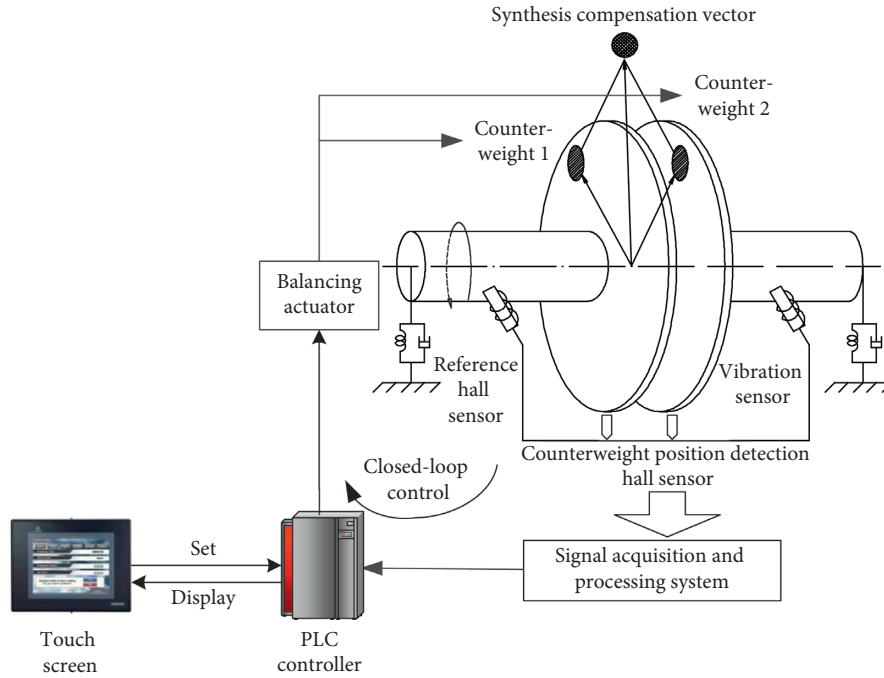 Synthesis compensation vector
Counter-
weight 2
Counter-
weight 1
Balancing
actuator
Reference
hall
sensor
Vibration
sensor
Counterweight position detection
hall sensor
Closed-loop
control
Signal acquisition and
processing system
Set
Display
Touch
screen
PLC
controller